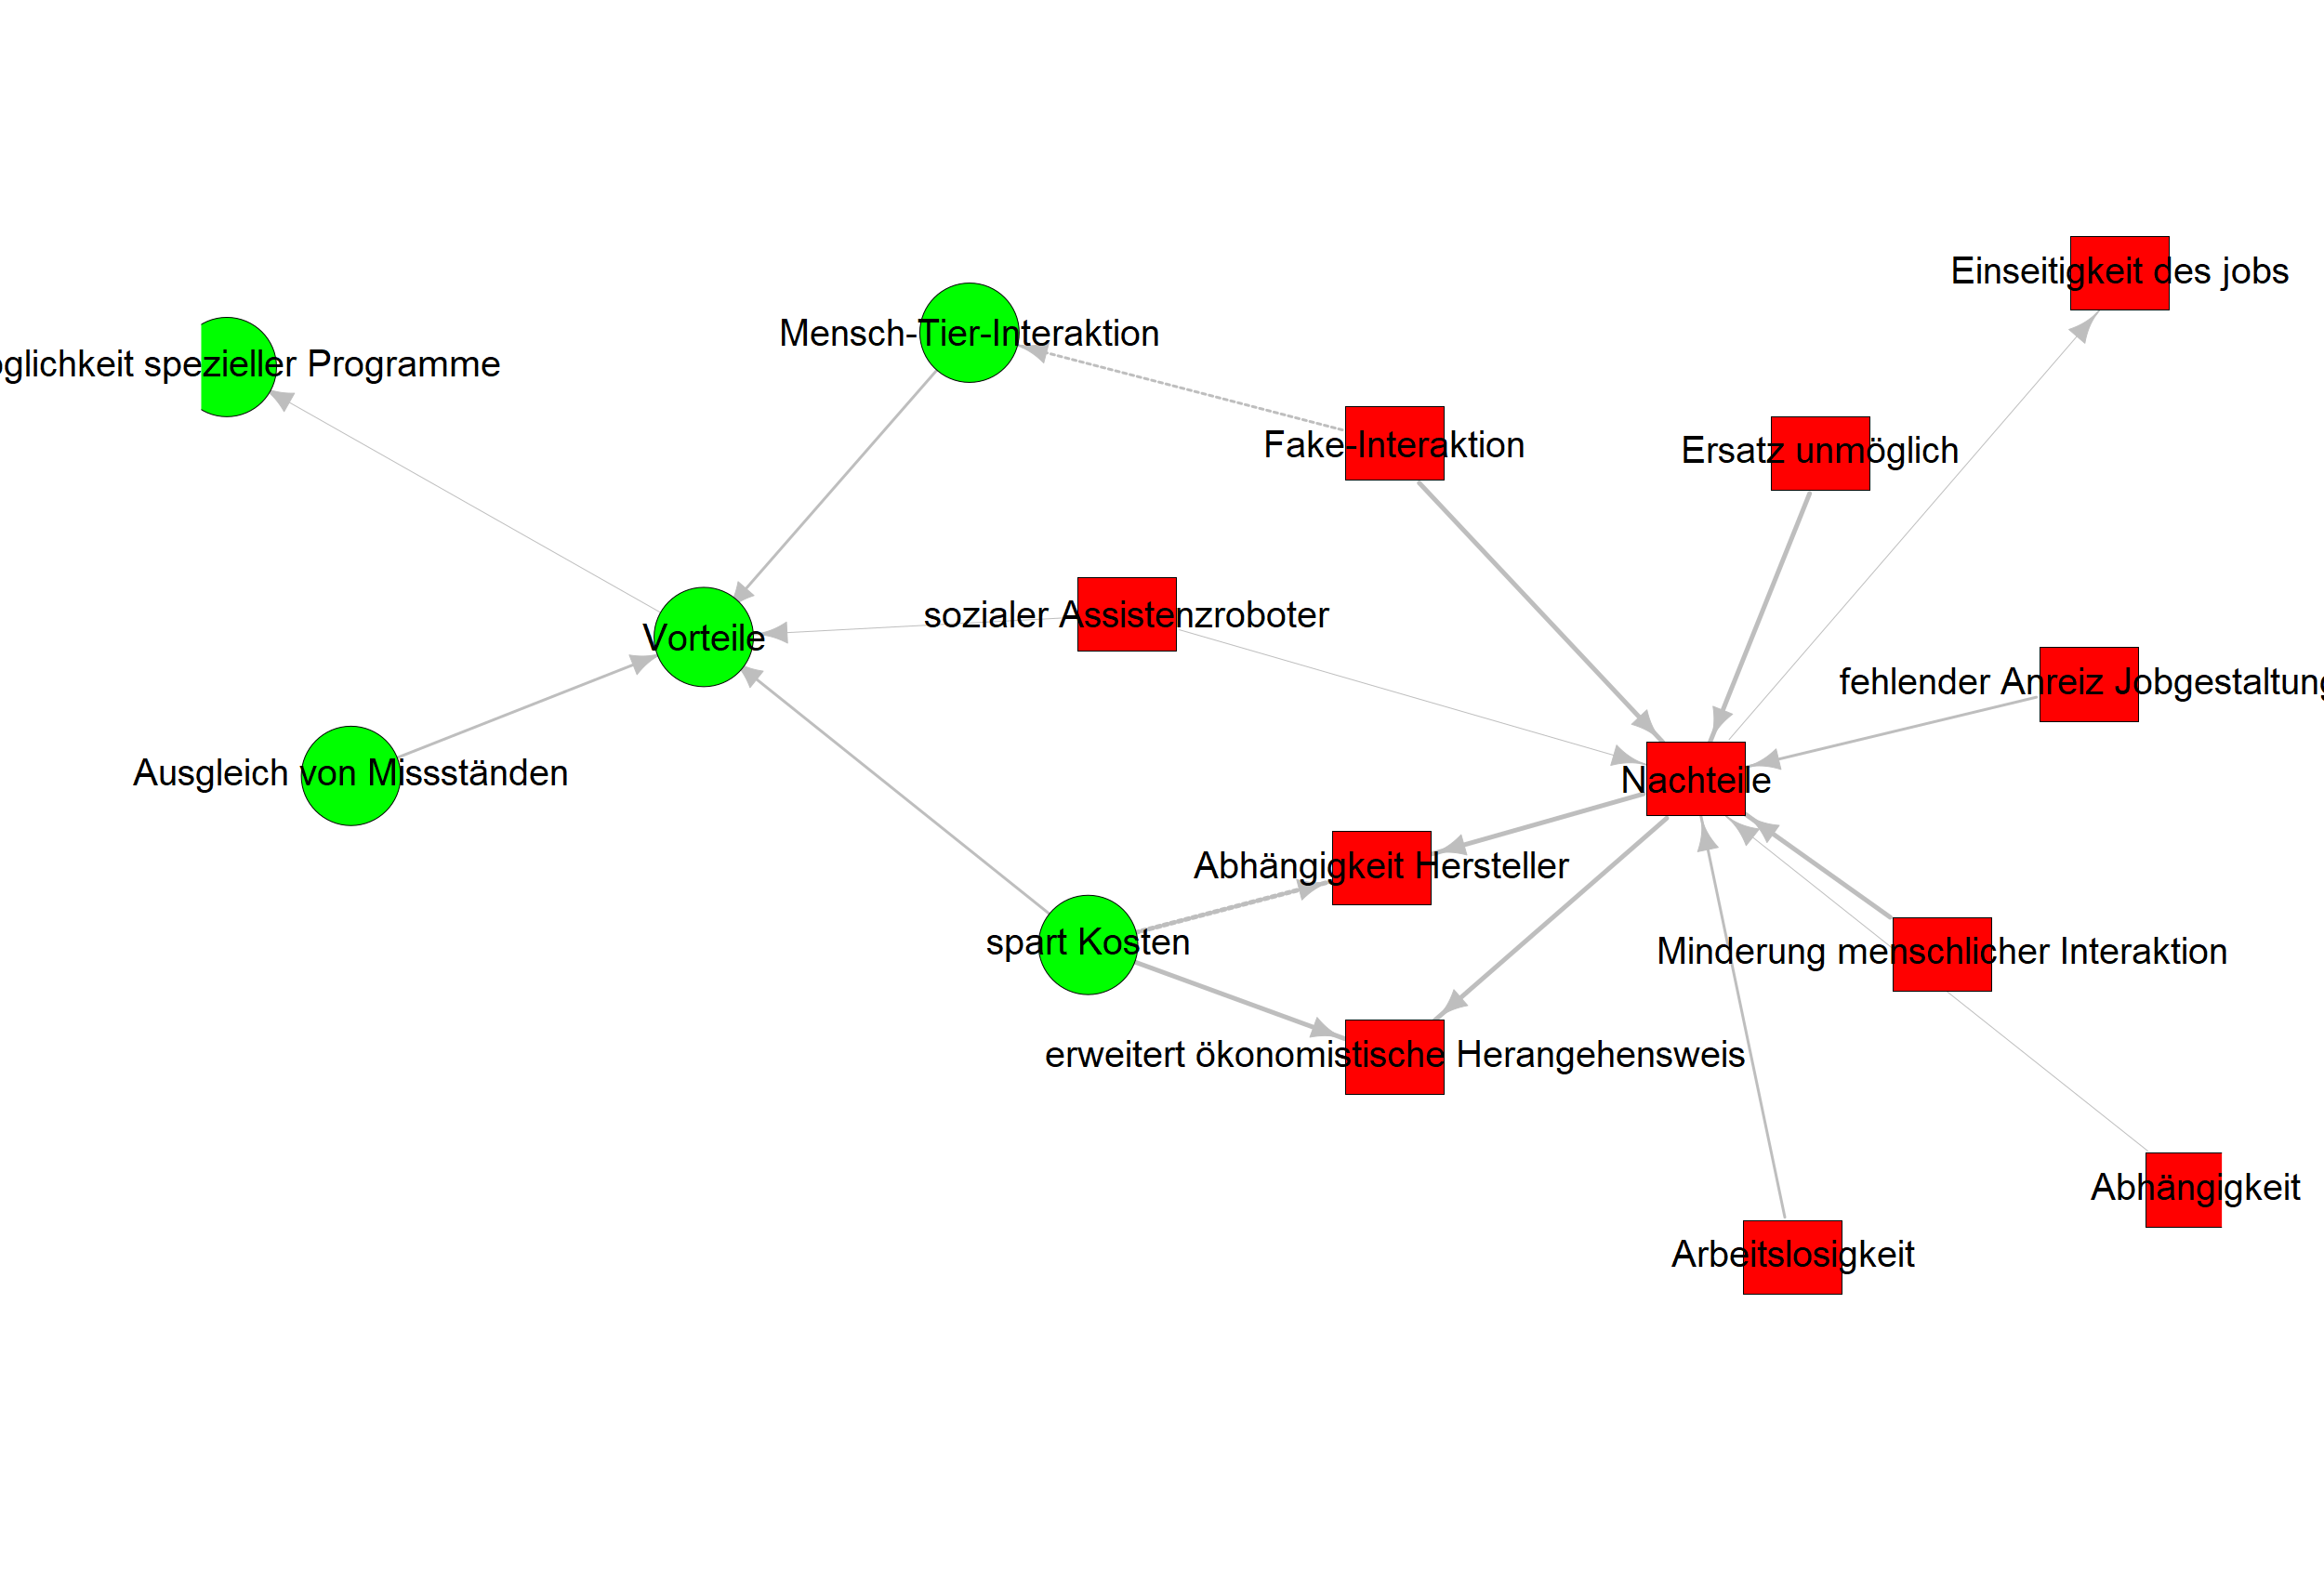 Einseitigkeit des jobs
Mensch-Tier-Interaktion
glichkeit spezieller Programme
Fake-Interaktion
Ersatz unmöglich
sozialer Assistenzroboter
Vorteile
fehlender Anreiz Jobgestaltung
Ausgleich von Missständen
Nachteile
Abhängigkeit Hersteller
spart Kosten
Minderung menschlicher Interaktion
erweitert ökonomistische Herangehensweis
Abhängigkeit
Arbeitslosigkeit